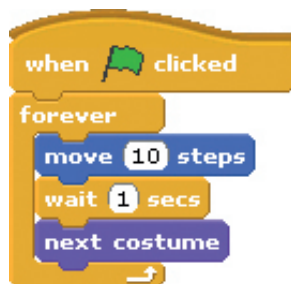 when clicked
forever
move 10 steps
wait 1 secs
next costume